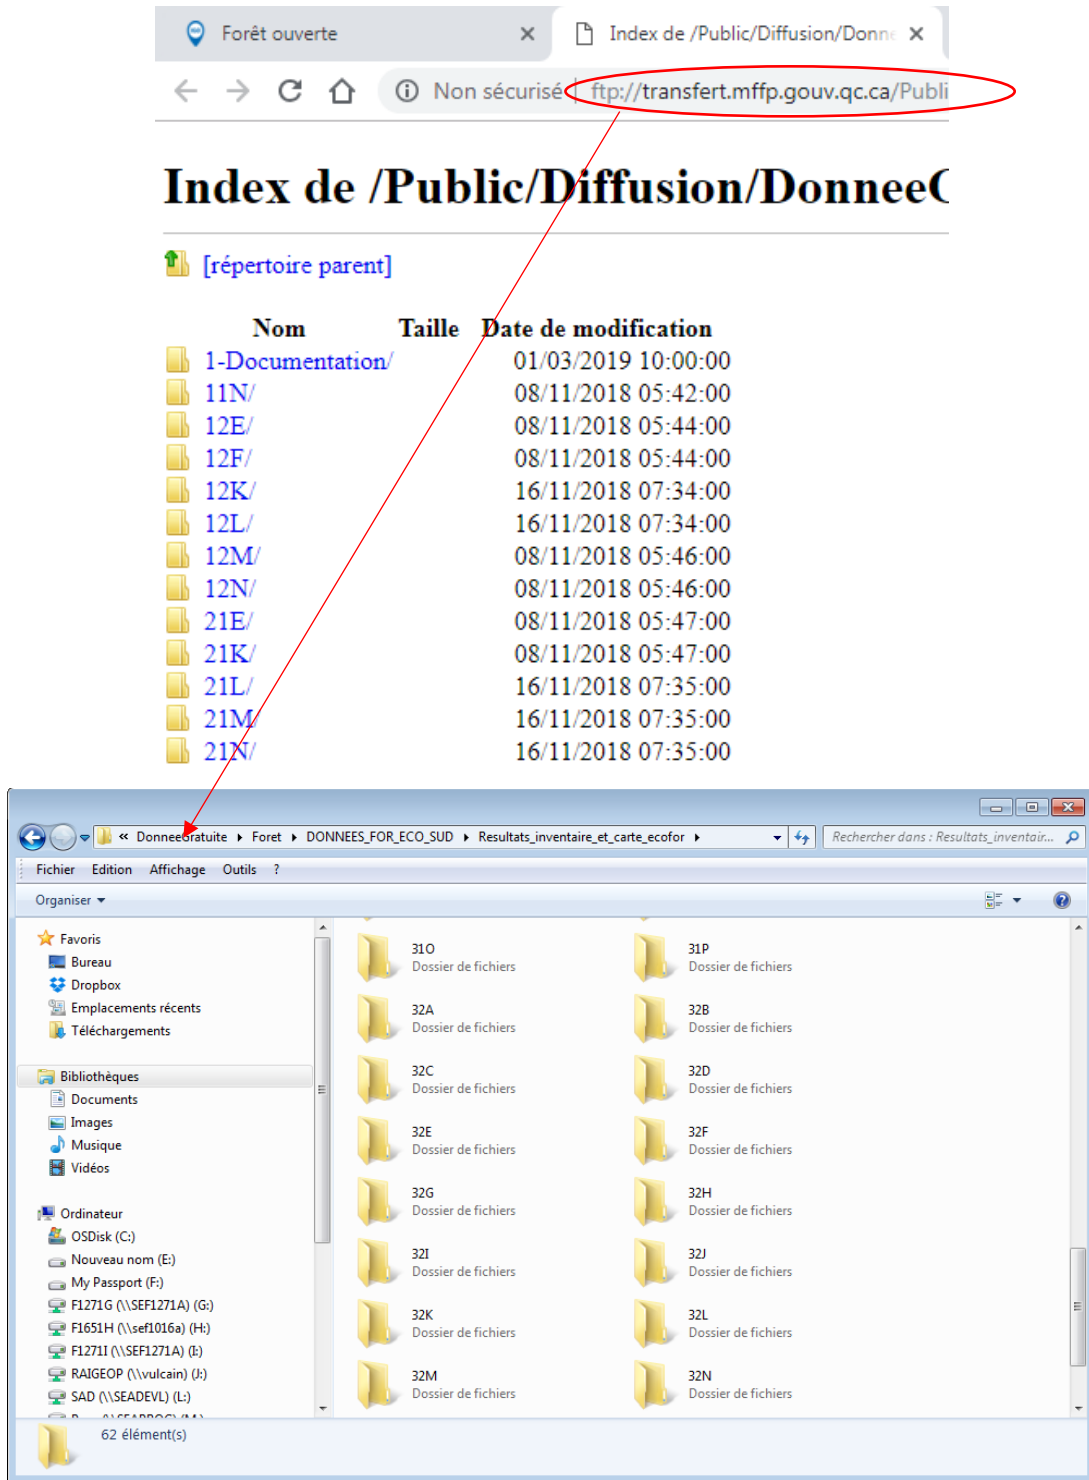 Forêt ouverte
Index de /Public/Diffusion/Donne
Non sécurisé | ftp://transfert.mffp.gouv.qc.ca/Publi
Index de /Public/Diffusion/DonneeG
[répertoire parent]
Nom Taille Date de modification
1-Documentation/ 01/03/2019 10:00:00
11N/ 08/11/2018 05:42:00
12E/ 08/11/2018 05:44:00
12F/ 08/11/2018 05:44:00
12K/ 16/11/2018 07:34:00
12L/ 16/11/2018 07:34:00
12M/ 08/11/2018 05:46:00
12N/ 08/11/2018 05:46:00
21E/ 08/11/2018 05:47:00
21K/ 08/11/2018 05:47:00
21L/ 16/11/2018 07:35:00
21M/ 16/11/2018 07:35:00
21N/ 16/11/2018 07:35:00
« DonneeGratuite ▸ Foret ▸ DONNEES_FOR_ECO_SUD ▸ Resultats_inventaire_et_carte_ecofor ▸
Rechercher dans : Resultats_inventair...
Fichier Edition Affichage Outils ?
Organiser
Favoris
Bureau
Dropbox
Emplacements récents
Téléchargements
Bibliothèques
Documents
Images
Musique
Vidéos
Ordinateur
OSDisk (C:)
Nouveau nom (E:)
My Passport (F:)
F1271G (\\SEF1271A) (G:)
F1651H (\\sef1016a) (H:)
F1271I (\\SEF1271A) (I:)
RAIGEOP (\\vulcain) (J:)
SAD (\\SEADEVL) (L:)
31O
Dossier de fichiers
31P
Dossier de fichiers
32A
Dossier de fichiers
32B
Dossier de fichiers
32C
Dossier de fichiers
32D
Dossier de fichiers
32E
Dossier de fichiers
32F
Dossier de fichiers
32G
Dossier de fichiers
32H
Dossier de fichiers
32I
Dossier de fichiers
32J
Dossier de fichiers
32K
Dossier de fichiers
32L
Dossier de fichiers
32M
Dossier de fichiers
32N
Dossier de fichiers
62 élément(s)